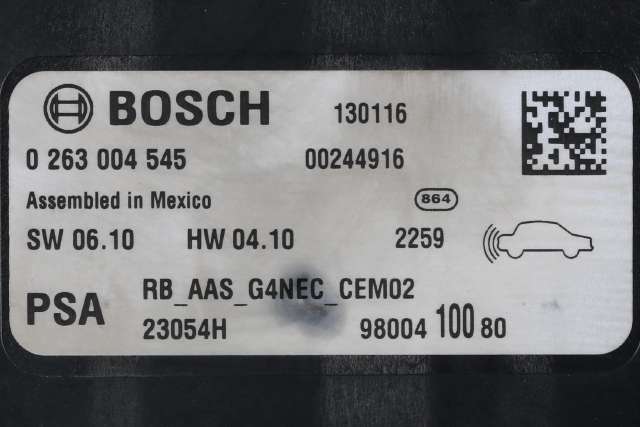 BOSCH 130116
0 263 004 545 00244916
Assembled in Mexico 864
SW 06.10 HW 04.10 2259
PSA RB_AAS_G4NEC_CEM02
23054H 98004 100 80